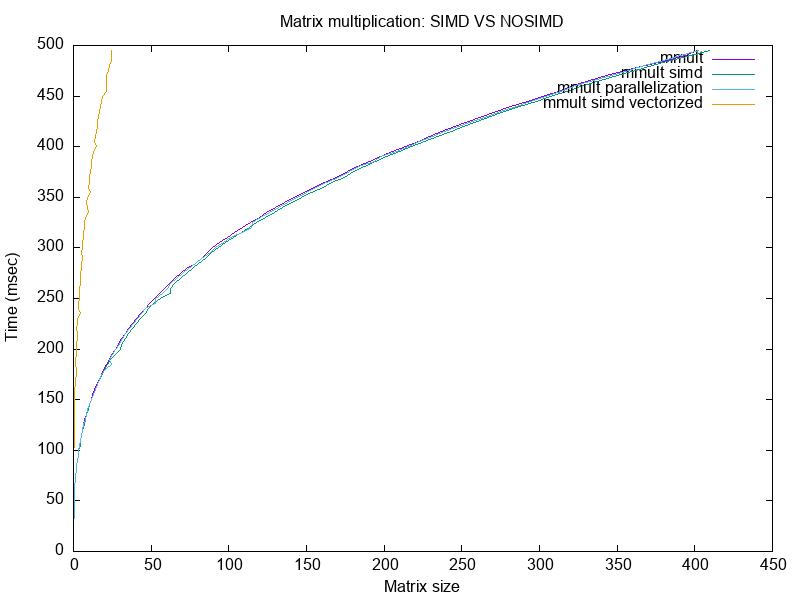 Matrix multiplication: SIMD VS NOSIMD
500
450
400
350
300
250
200
150
100
50
0
Time (msec)
mmult
mmult simd
mmult parallelization
mmult simd vectorized
0 50 100 150 200 250 300 350 400 450
Matrix size